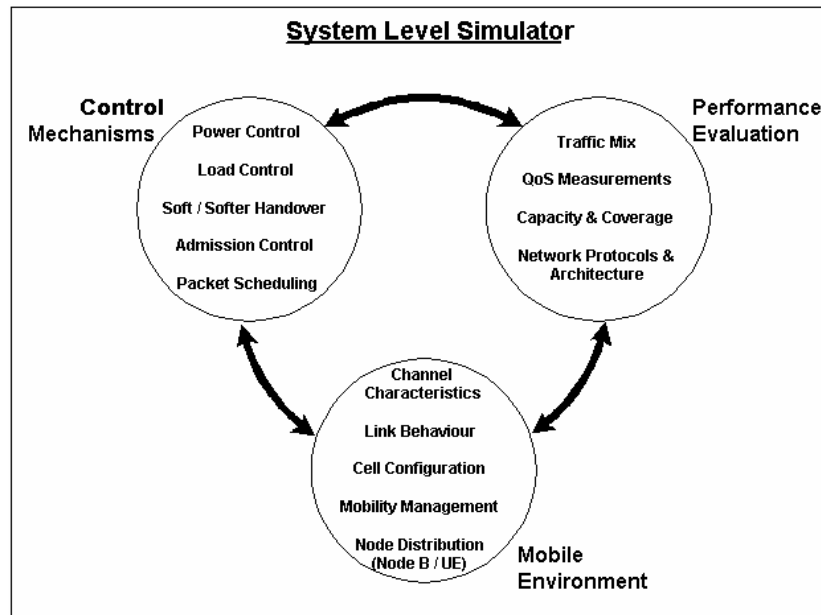 System Level Simulator
Control
Mechanisms
Power Control
Load Control
Soft / Softer Handover
Admission Control
Packet Scheduling
Performance
Evaluation
Traffic Mix
QoS Measurements
Capacity & Coverage
Network Protocols &
Architecture
Channel
Characteristics
Link Behaviour
Cell Configuration
Mobility Management
Node Distribution
(Node B / UE)
Mobile
Environment